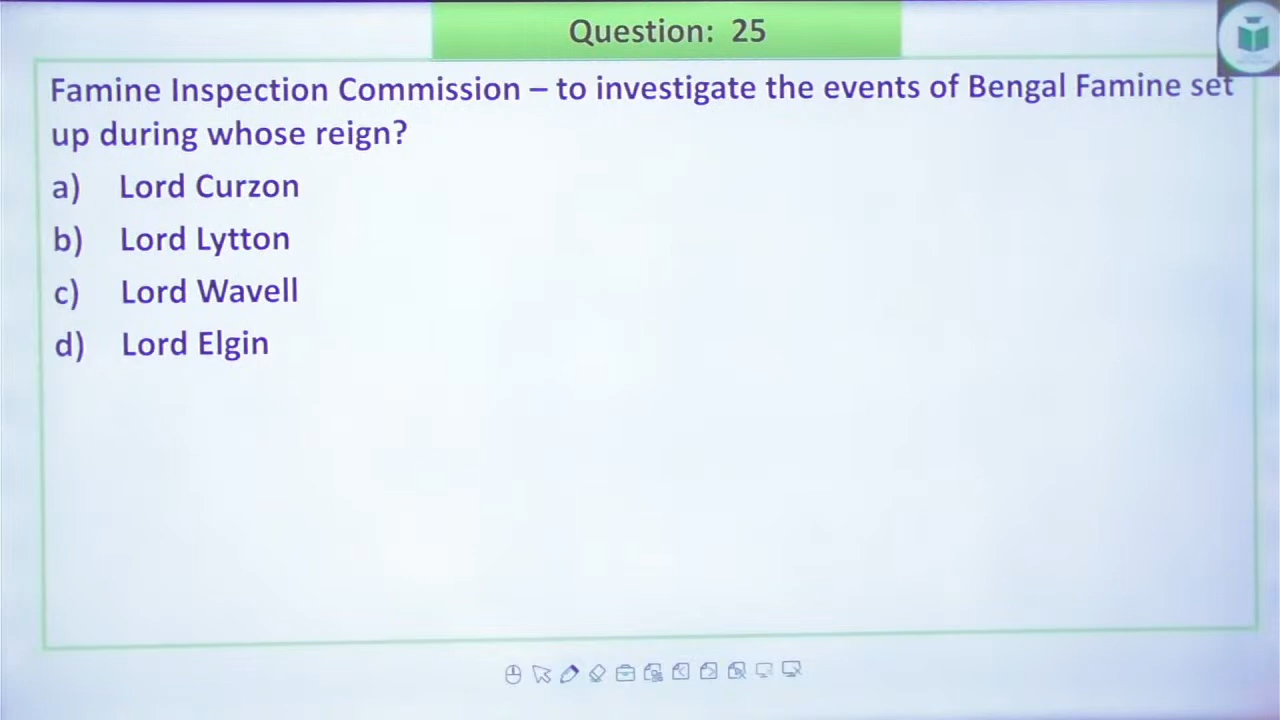 Question: 25
Famine Inspection Commission – to investigate the events of Bengal Famine set
up during whose reign?
a) Lord Curzon
b) Lord Lytton
c) Lord Wavell
d) Lord Elgin